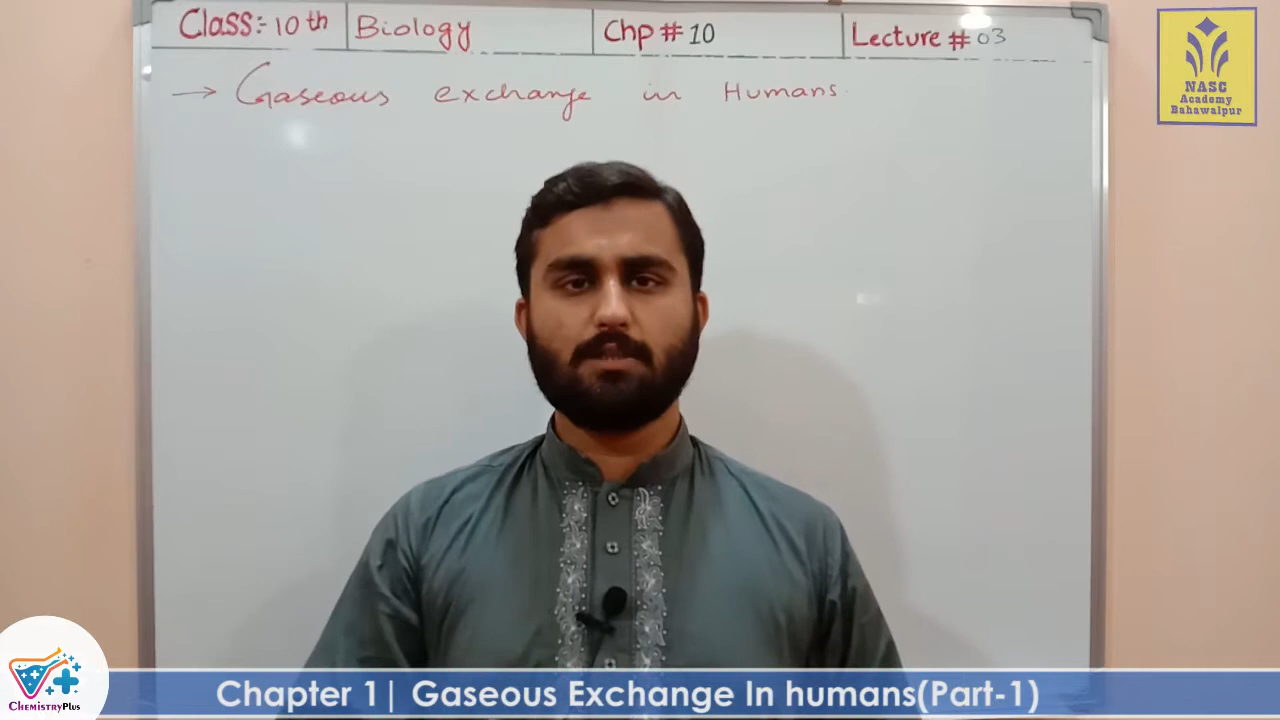 Class:- 10 th Biology Chp # 10 Lecture # 03
→ Gaseous exchange in Humans.
NASC
Academy
Bahawalpur
ChemistryPlus
Chapter 1| Gaseous Exchange In humans(Part-1)